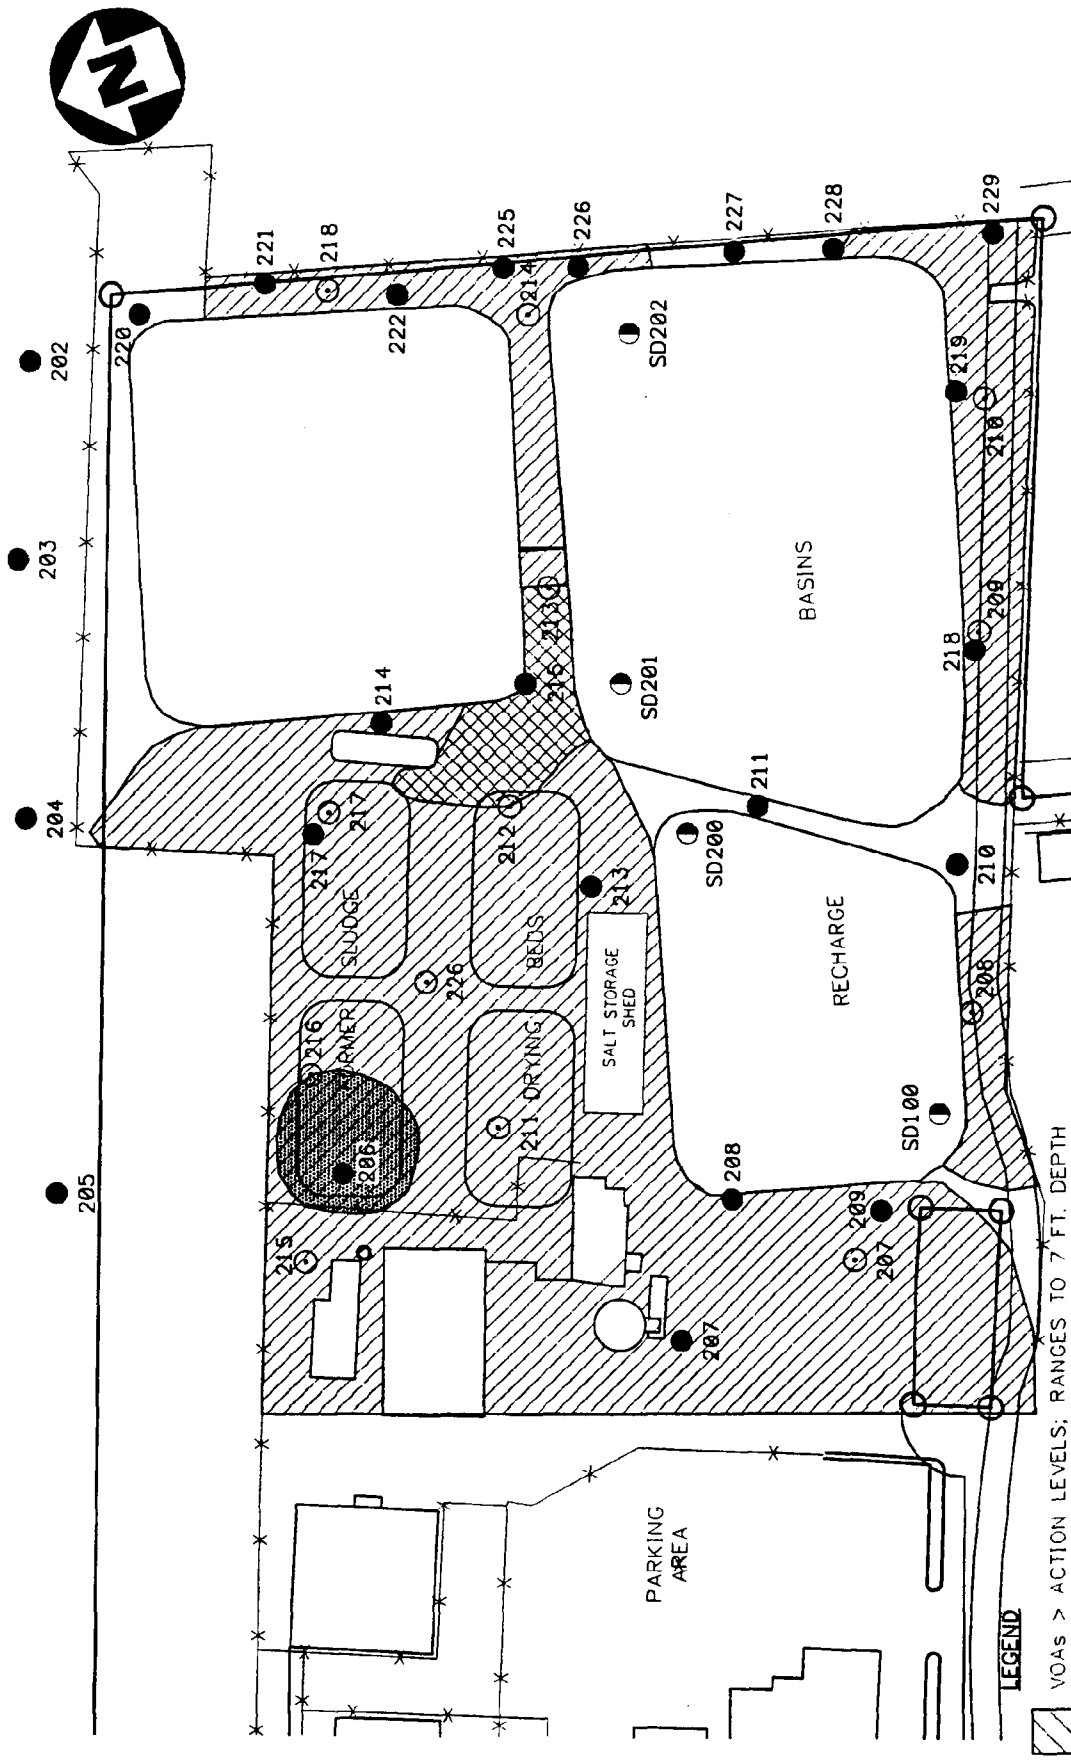 N
202
203
204
205
220
221
218
222
225
226
214
227
228
229
SD202
219
210
213
215
214
SD201
BASINS
209
218
211
210
217
217
212
213
SD200
SLUDGE
BEDS
226
SALT STORAGE
SHED
RECHARGE
208
216
FORMER
DRYING
211
206
SD100
208
209
215
207
207
PARKING
AREA
LEGEND
VOAs > ACTION LEVELS; RANGES TO 7 FT. DEPTH